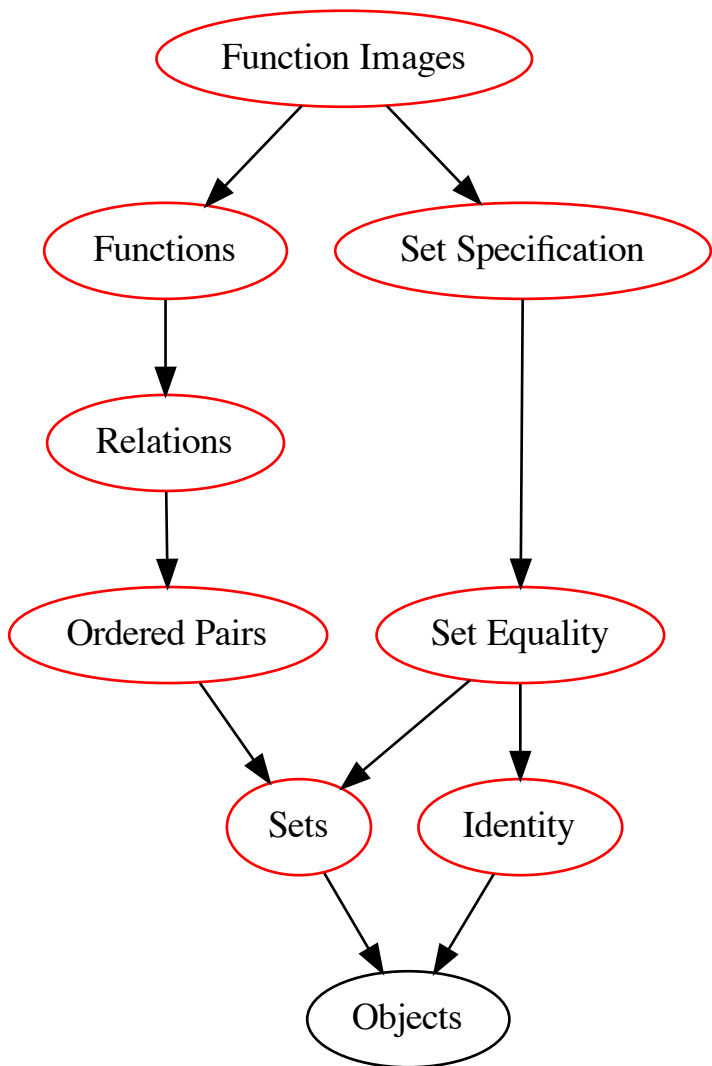 Function Images
Functions
Set Specification
Relations
Ordered Pairs
Set Equality
Sets
Identity
Objects